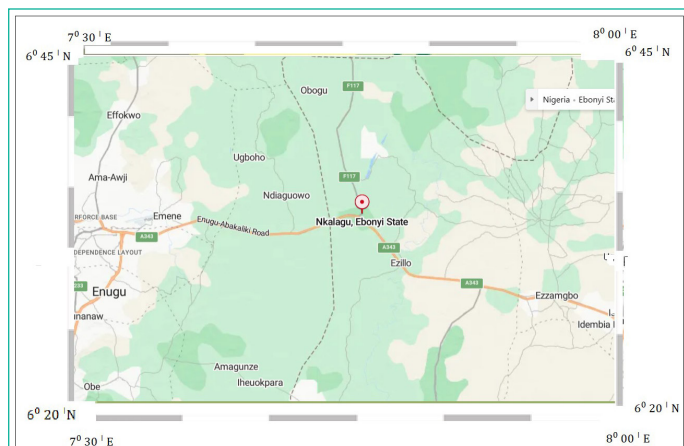 7⁰ 30 ˡ E
8⁰ 00 ˡ E
6⁰ 45 ˡ N
6⁰ 45 ˡ N
F117
Obogu
Nigeria - Ebonyi St
Effokwo
Ugboho
Ama-Awji
F117
Ndiaguowo
RFORCE BASE
Emene
Enugu-Abakaliki Road
Nkalagu, Ebonyi State
A343
A343
DEPENDENCE LAYOUT
Ezillo
A343
Enugu
Ezzamgbo
nanaw
Idembia
Amagunze
Obe
Iheuokpara
6⁰ 20 ˡ N
6⁰ 20 ˡ N
7⁰ 30 ˡ E
8⁰ 00 ˡ E